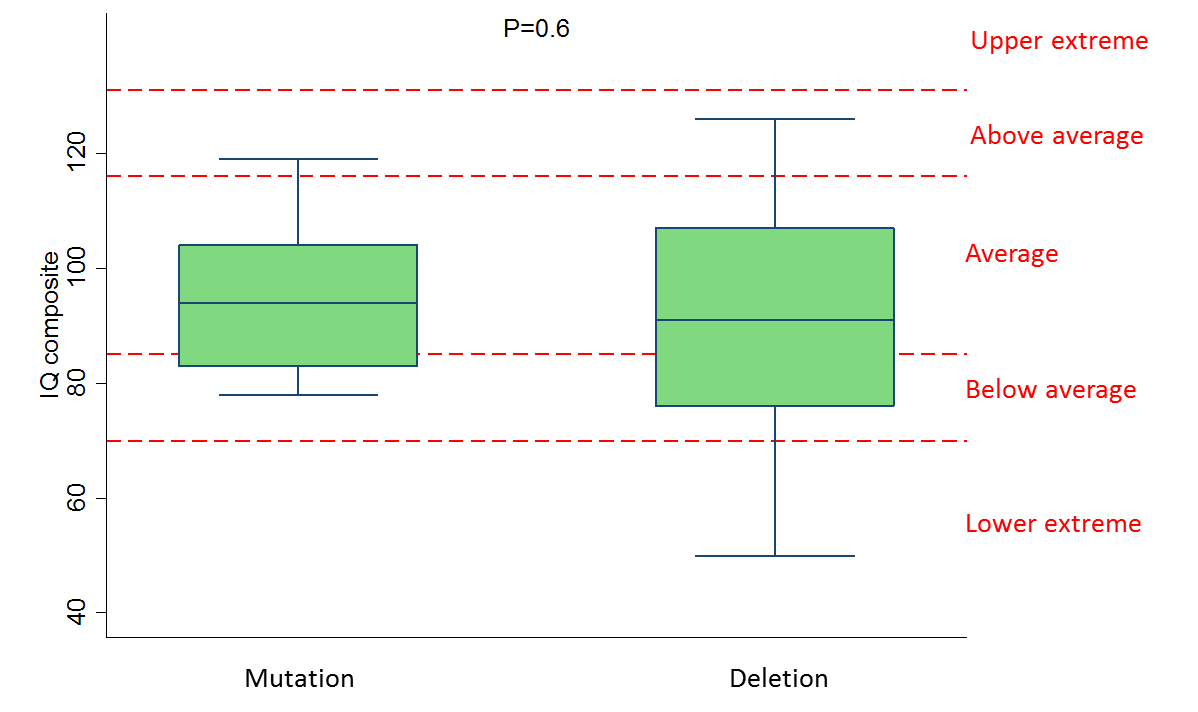 P=0.6
Upper extreme
Above average
Average
Below average
Lower extreme
IQ composite
120
100
80
60
40
Mutation
Deletion